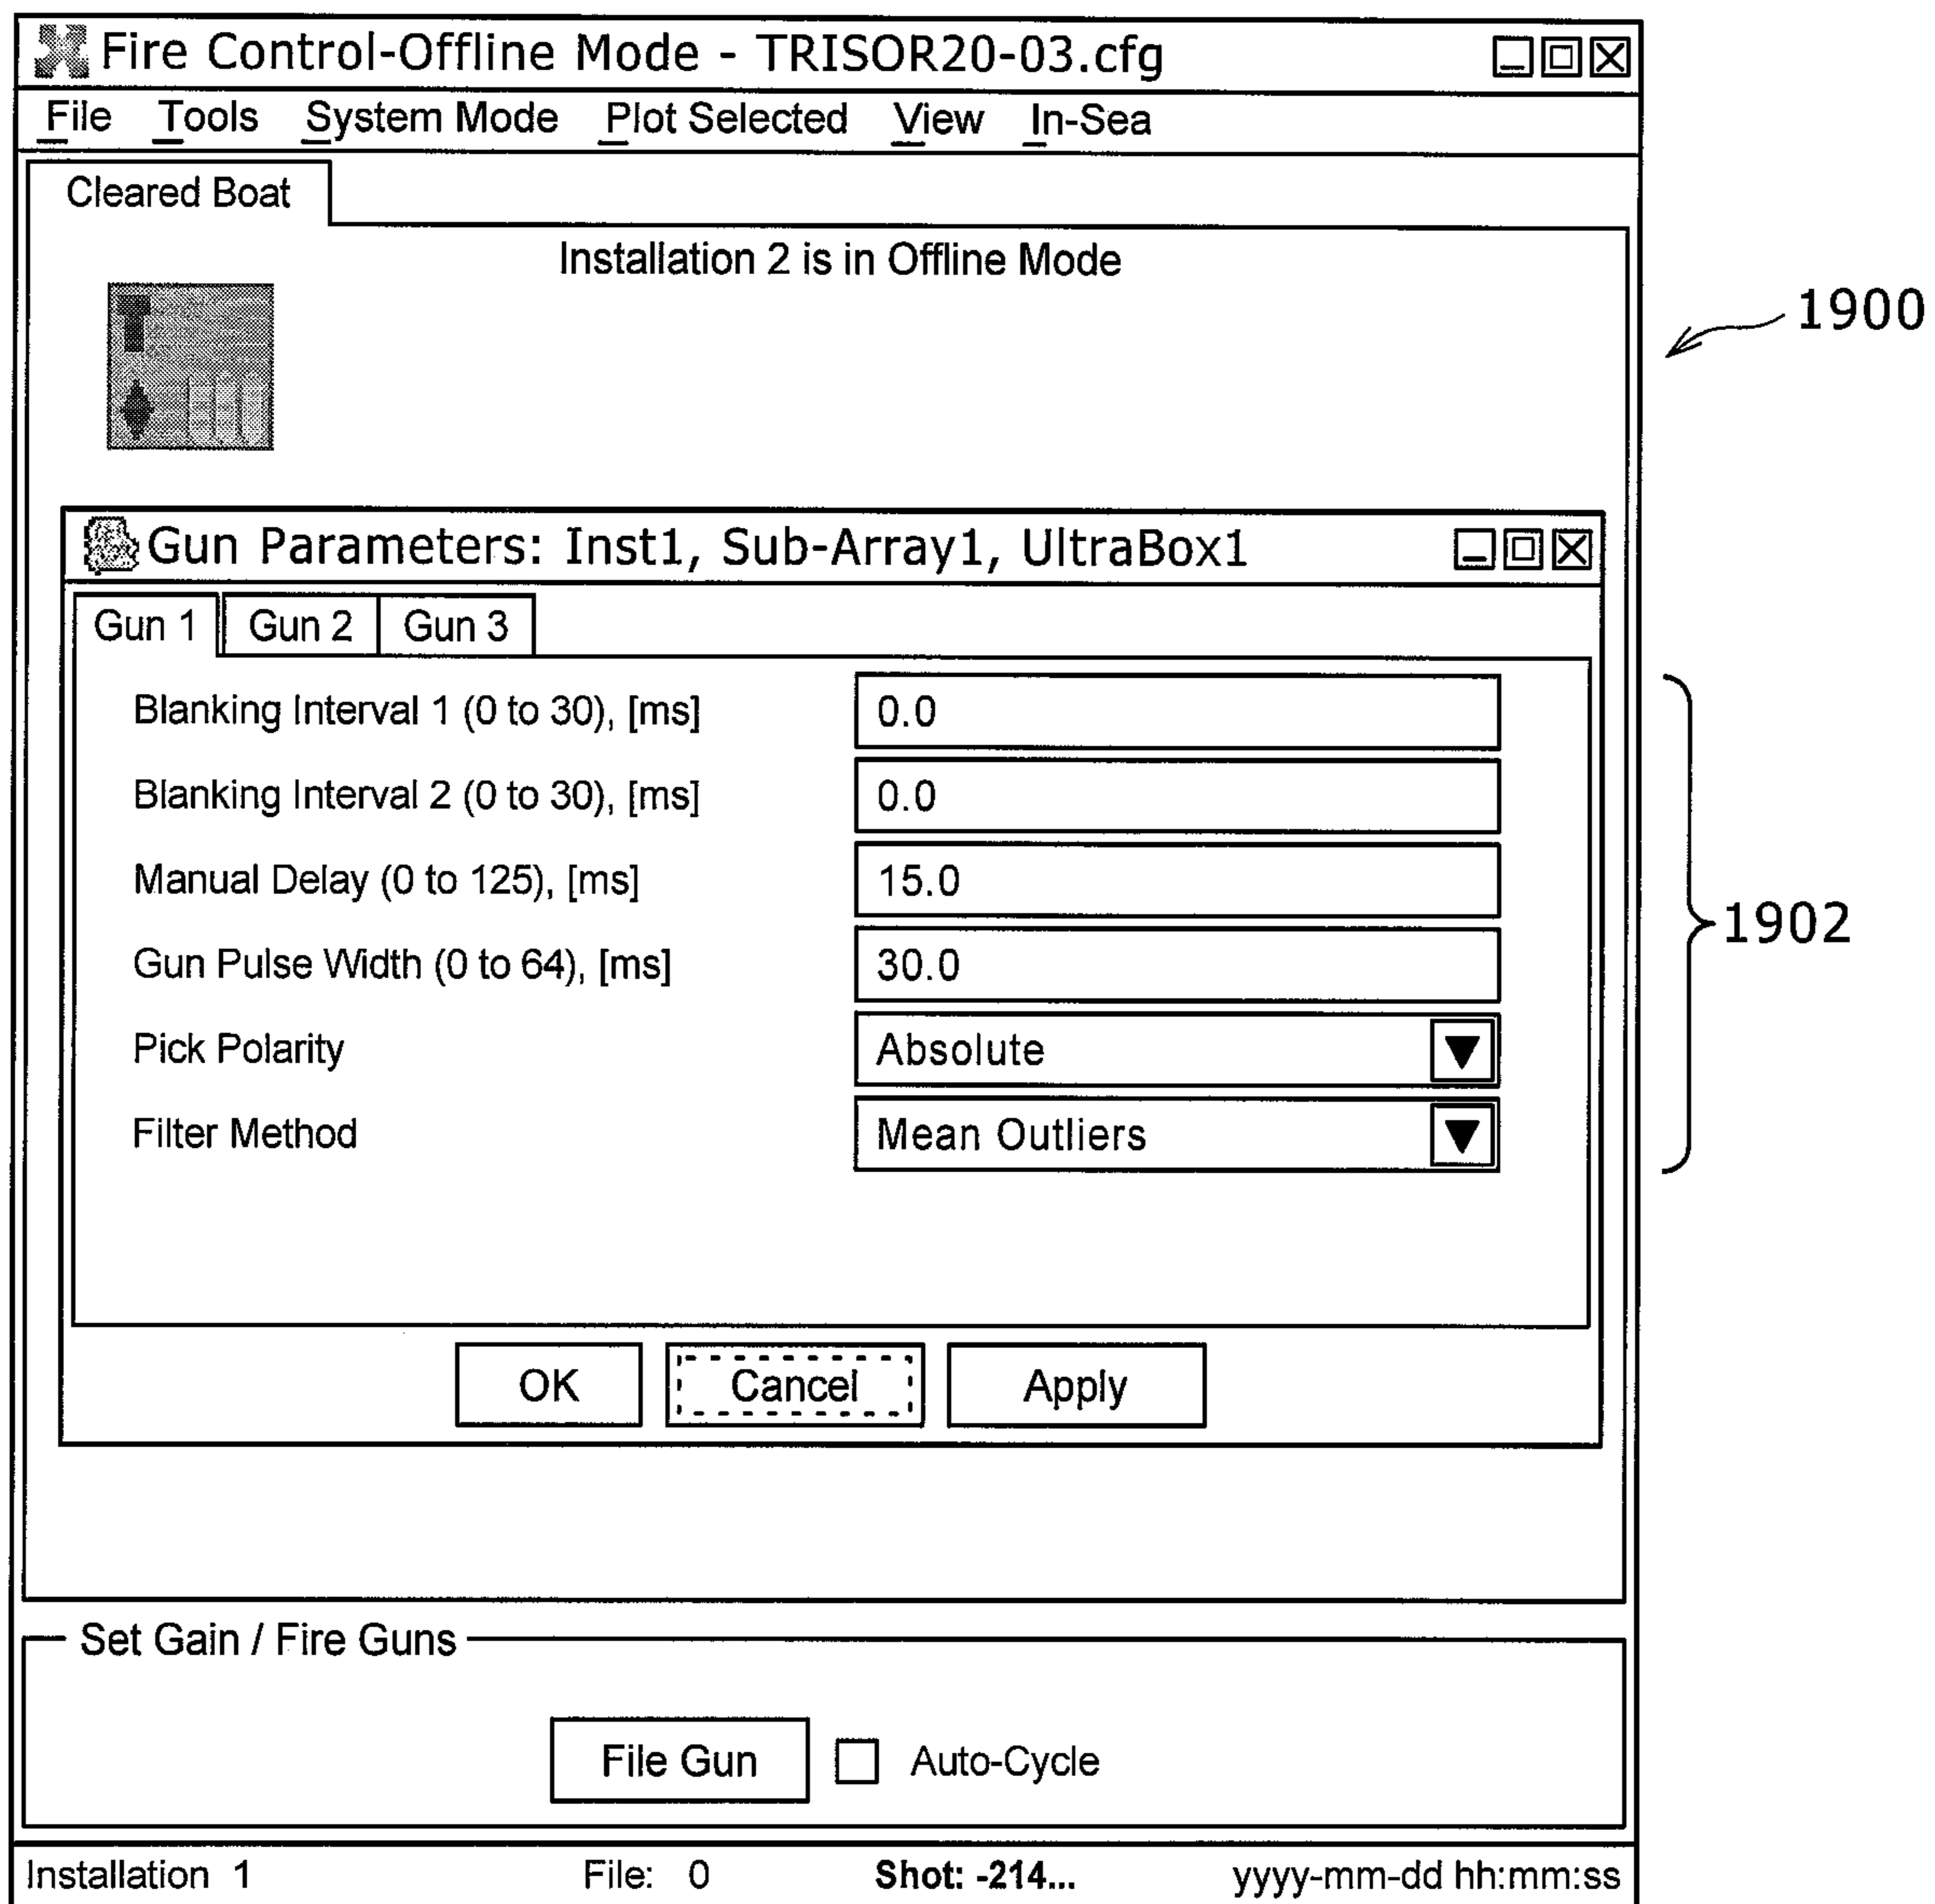 Fire Control-Offline Mode - TRISOR20-03.cfg
File Tools System Mode Plot Selected View In-Sea
Cleared Boat
Installation 2 is in Offline Mode
1900
Gun Parameters: Inst1, Sub-Array1, UltraBox1
Gun 1 Gun 2 Gun 3
Blanking Interval 1 (0 to 30), [ms] 0.0
Blanking Interval 2 (0 to 30), [ms] 0.0
Manual Delay (0 to 125), [ms] 15.0
1902
Gun Pulse Width (0 to 64), [ms] 30.0
Pick Polarity Absolute
Filter Method Mean Outliers
OK Cancel Apply
Set Gain / Fire Guns
File Gun Auto-Cycle
Installation 1 File: 0 Shot: -214... yyyy-mm-dd hh:mm:ss